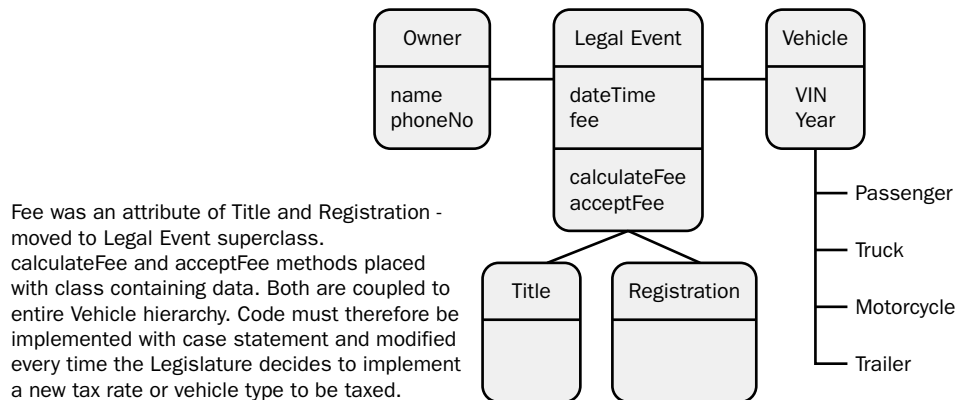 Owner
name
phoneNo
Legal Event
dateTime
fee
calculateFee
acceptFee
Vehicle
VIN
Year
Passenger
Truck
Motorcycle
Trailer
Title
Registration
Fee was an attribute of Title and Registration -
moved to Legal Event superclass.
calculateFee and acceptFee methods placed
with class containing data. Both are coupled to
entire Vehicle hierarchy. Code must therefore be
implemented with case statement and modified
every time the Legislature decides to implement
a new tax rate or vehicle type to be taxed.